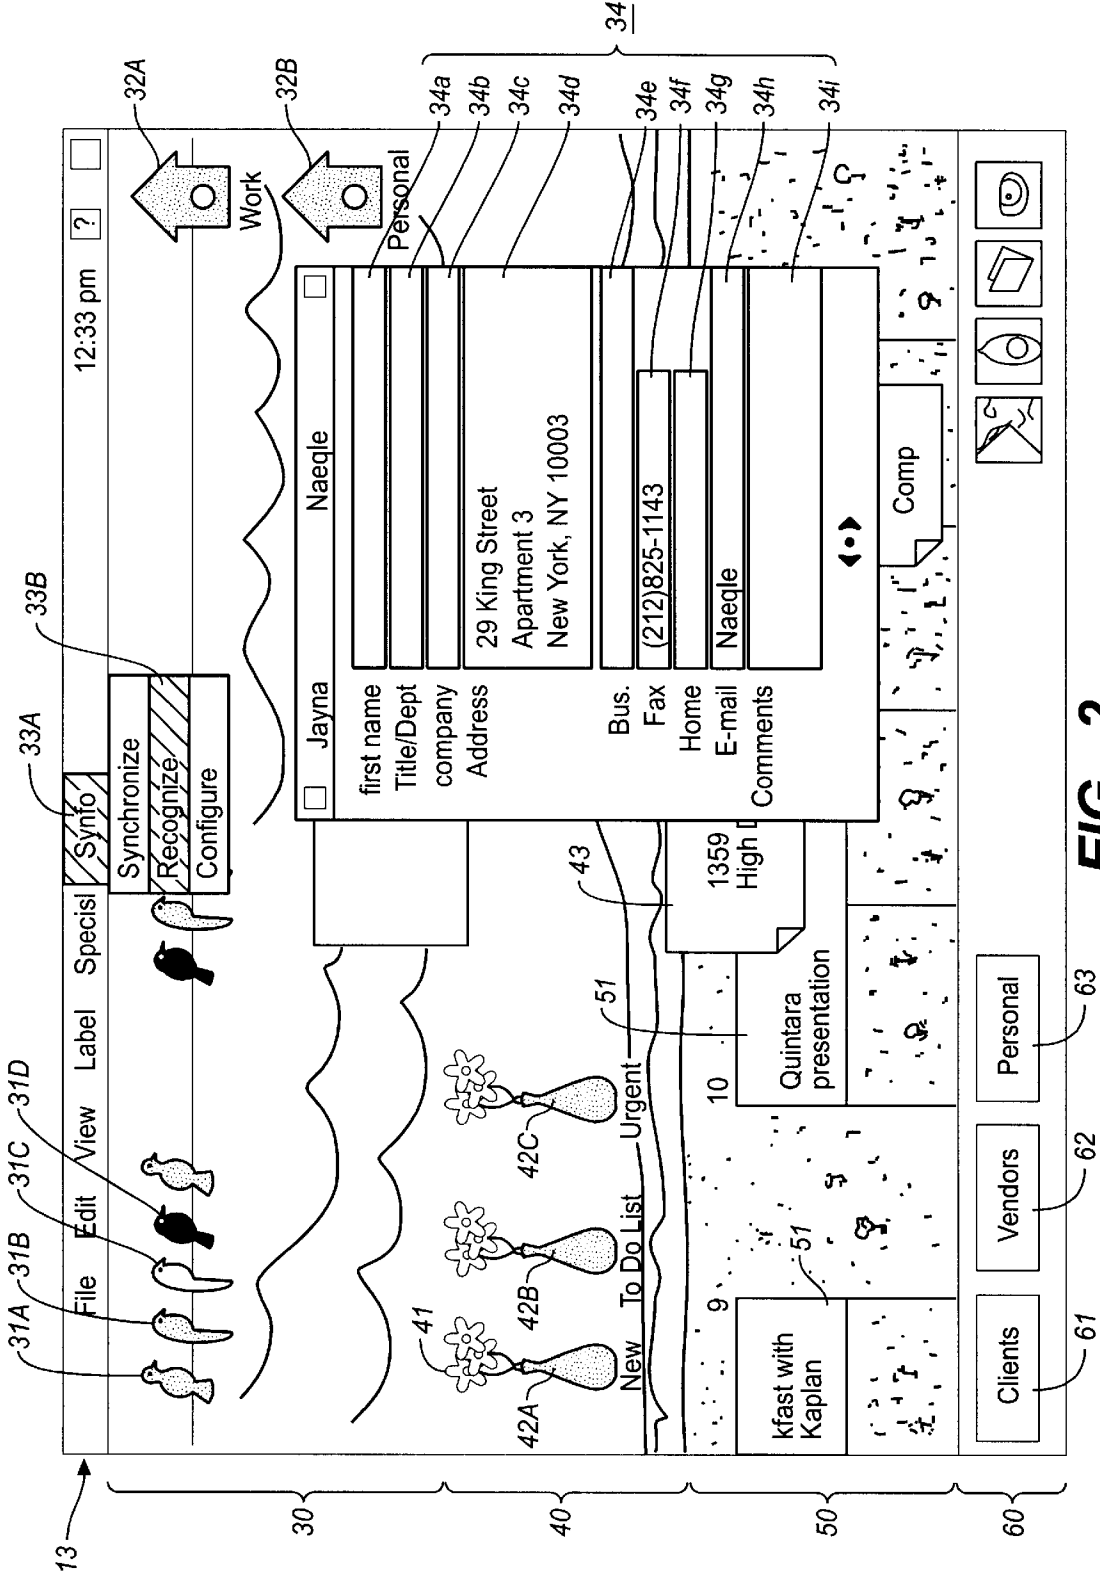 13
File Edit View Label Specisl Synfo 12:33 pm ?
33A
Synchronize
Recognize
Configure
33B
31A
31B
31C
31D
32A
Work
32B
Personal
30
Jayna Naeqle
first name
Title/Dept
company
Address
29 King Street
Apartment 3
New York, NY 10003
Bus.
Fax (212)825-1143
Home
E-mail Naeqle
Comments
34a
34b
34c
34d
34e
34f
34g
34h
34i
34
40
41
42A
42B
42C
New To Do List Urgent
43
1359
High
50
9 10
kfast with
Kaplan
51
Quintara
presentation
51
Comp
60
Clients Vendors Personal
61 62 63
FIG. 2